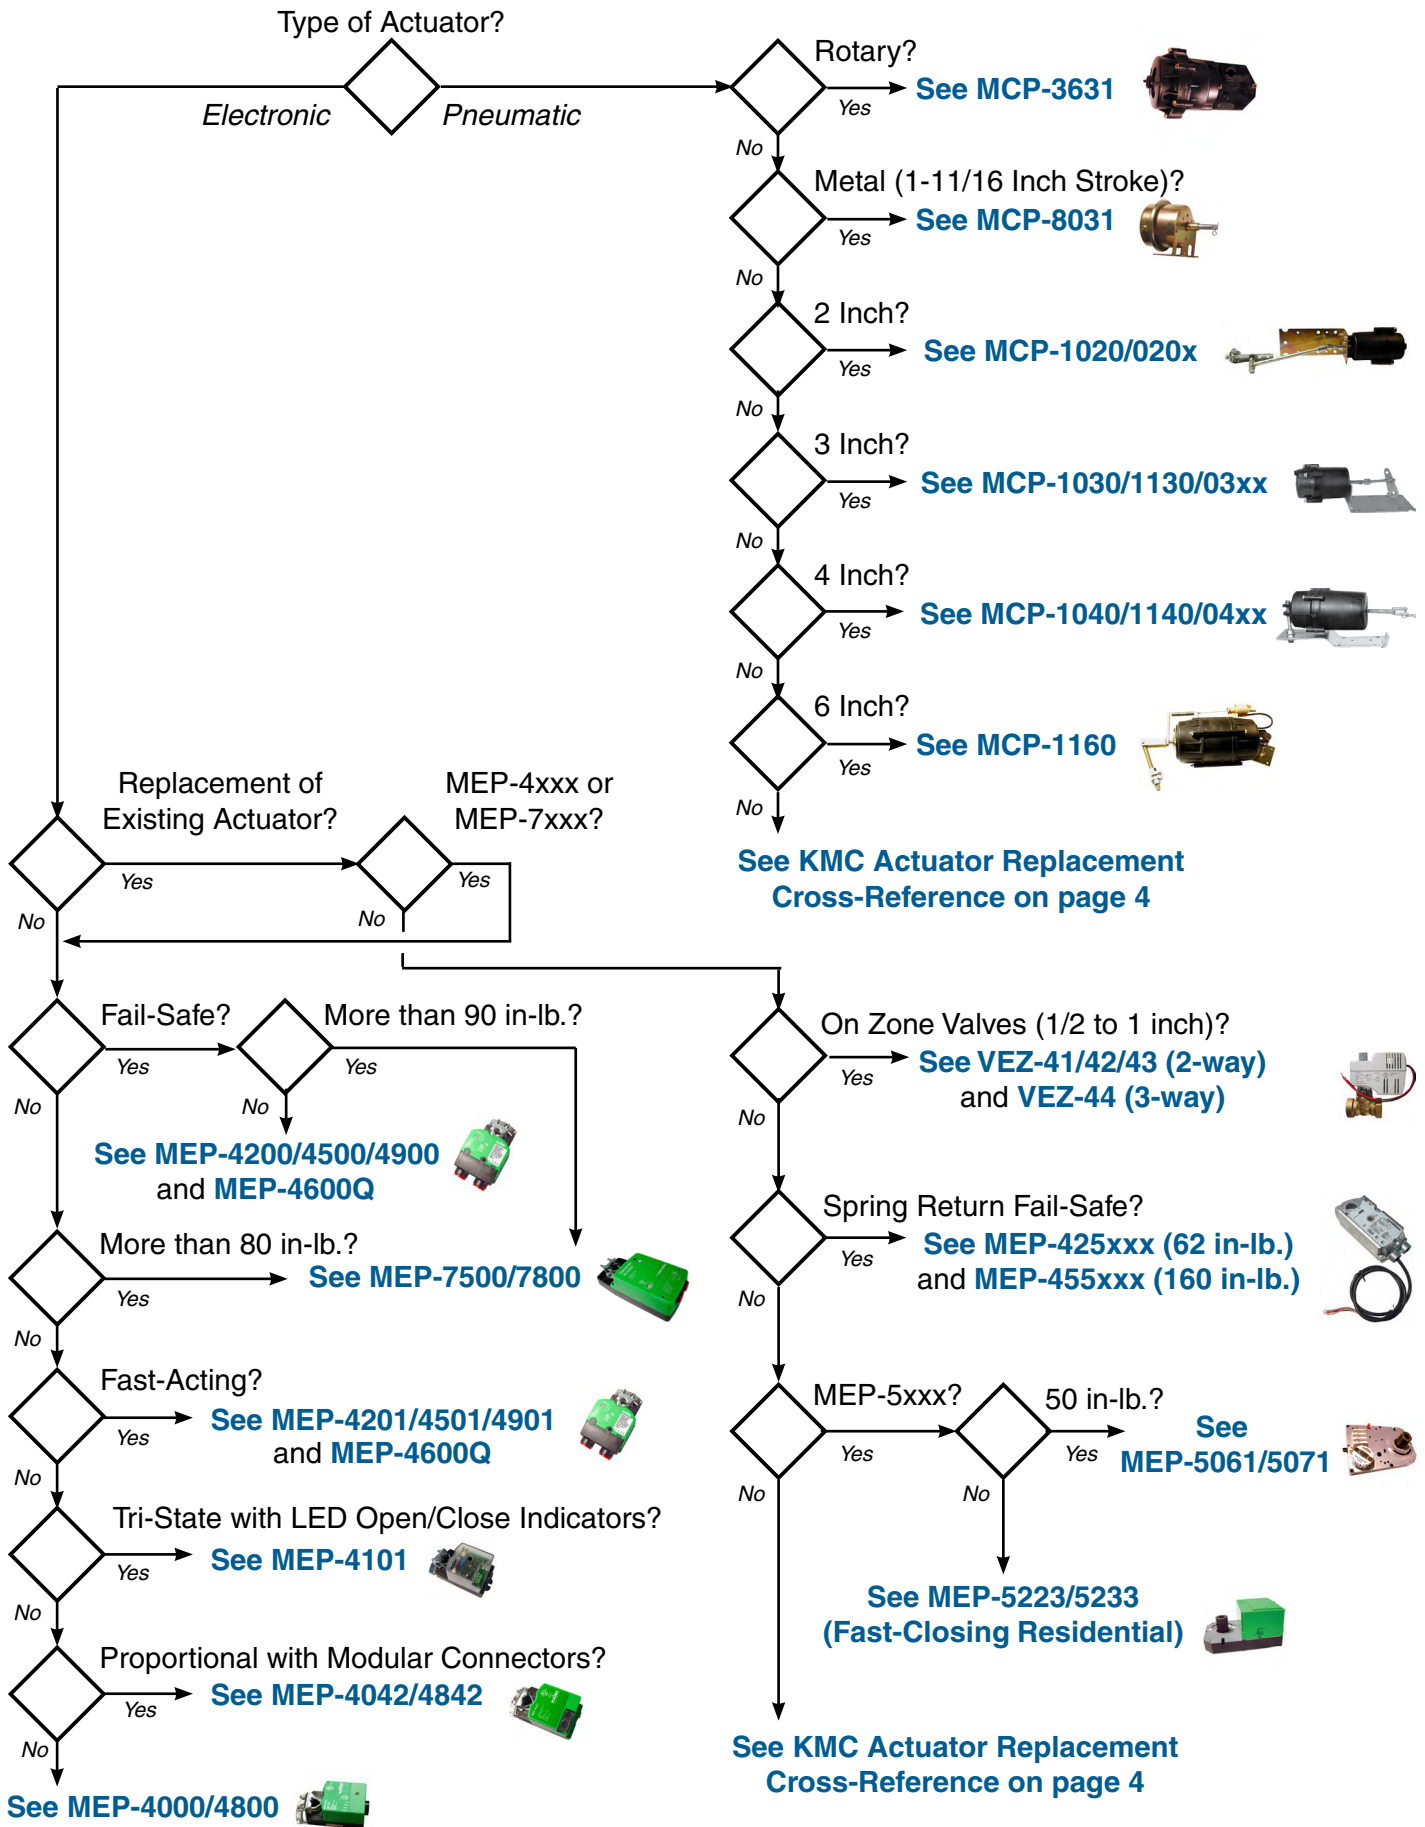 Type of Actuator?
Electronic
Pneumatic
Rotary?
Yes
See MCP-3631
No
Metal (1-11/16 Inch Stroke)?
Yes
See MCP-8031
No
2 Inch?
Yes
See MCP-1020/020x
No
3 Inch?
Yes
See MCP-1030/1130/03xx
No
4 Inch?
Yes
See MCP-1040/1140/04xx
No
6 Inch?
Yes
See MCP-1160
No
See KMC Actuator Replacement
Cross-Reference on page 4
Replacement of
Existing Actuator?
Yes
No
MEP-4xxx or
MEP-7xxx?
Yes
No
Fail-Safe?
Yes
No
More than 90 in-lb.?
Yes
No
See MEP-4200/4500/4900
and MEP-4600Q
More than 80 in-lb.?
Yes
See MEP-7500/7800
No
Fast-Acting?
Yes
See MEP-4201/4501/4901
and MEP-4600Q
No
Tri-State with LED Open/Close Indicators?
Yes
See MEP-4101
No
Proportional with Modular Connectors?
Yes
See MEP-4042/4842
No
See MEP-4000/4800
On Zone Valves (1/2 to 1 inch)?
Yes
See VEZ-41/42/43 (2-way)
and VEZ-44 (3-way)
No
Spring Return Fail-Safe?
Yes
See MEP-425xxx (62 in-lb.)
and MEP-455xxx (160 in-lb.)
No
MEP-5xxx?
Yes
No
50 in-lb.?
Yes
See
MEP-5061/5071
No
See MEP-5223/5233
(Fast-Closing Residential)
See KMC Actuator Replacement
Cross-Reference on page 4